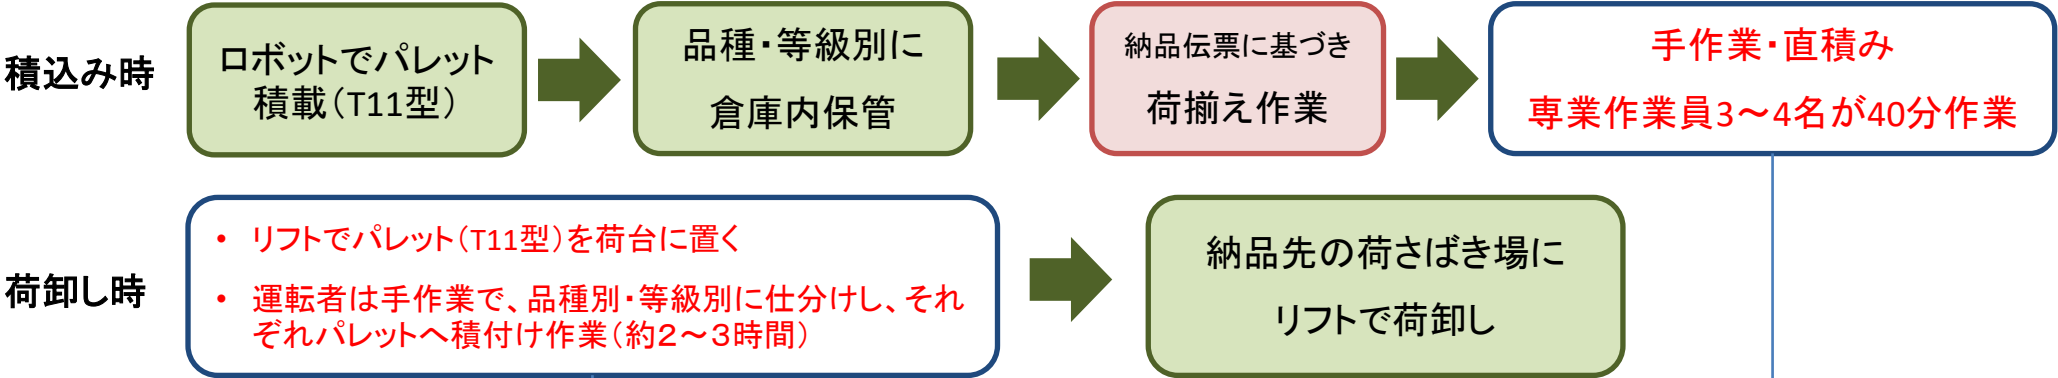 積込み時
ロボットでパレット
積載（T11型）
品種・等級別に
倉庫内保管
納品伝票に基づき
荷揃え作業
手作業・直積み
専業作業員3～4名が40分作業
荷卸し時
• リフトでパレット（T11型）を荷台に置く
• 運転者は手作業で、品種別・等級別に仕分けし、それ
ぞれパレットへ積付け作業（約２～３時間）
納品先の荷さばき場に
リフトで荷卸し